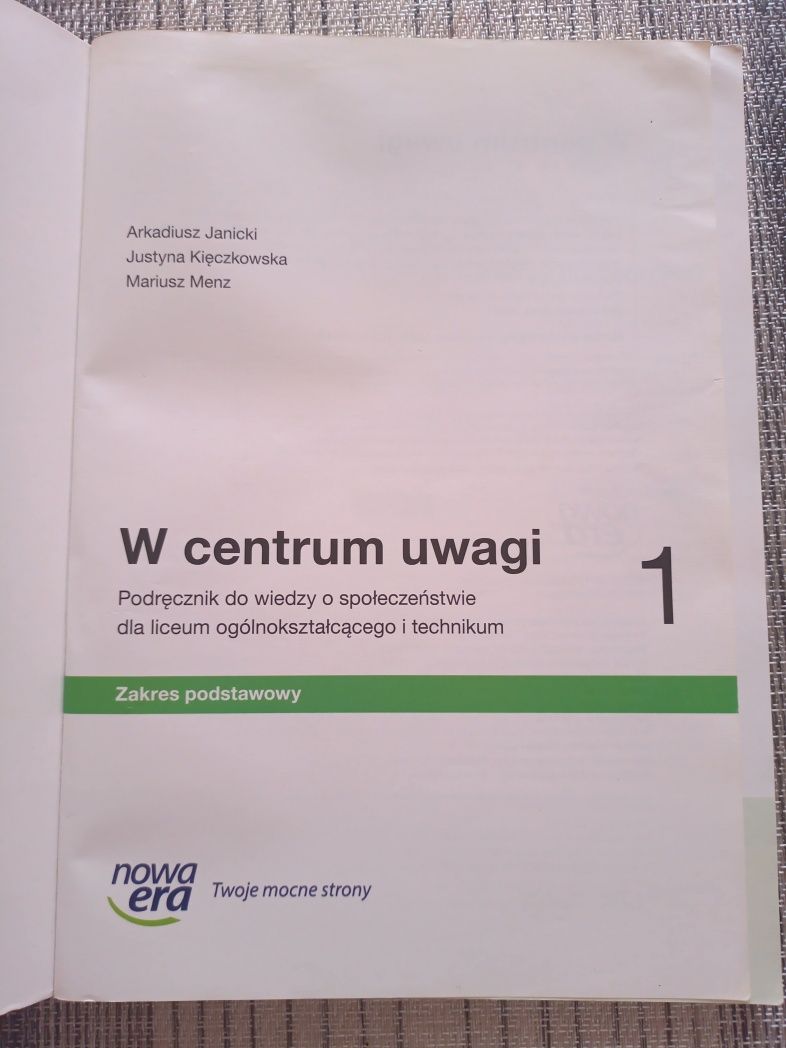 Arkadiusz Janicki
Justyna Kięczkowska
Mariusz Menz
W centrum uwagi 1
Podręcznik do wiedzy o społeczeństwie
dla liceum ogólnokształcącego i technikum
Zakres podstawowy
nowa
era
Twoje mocne strony